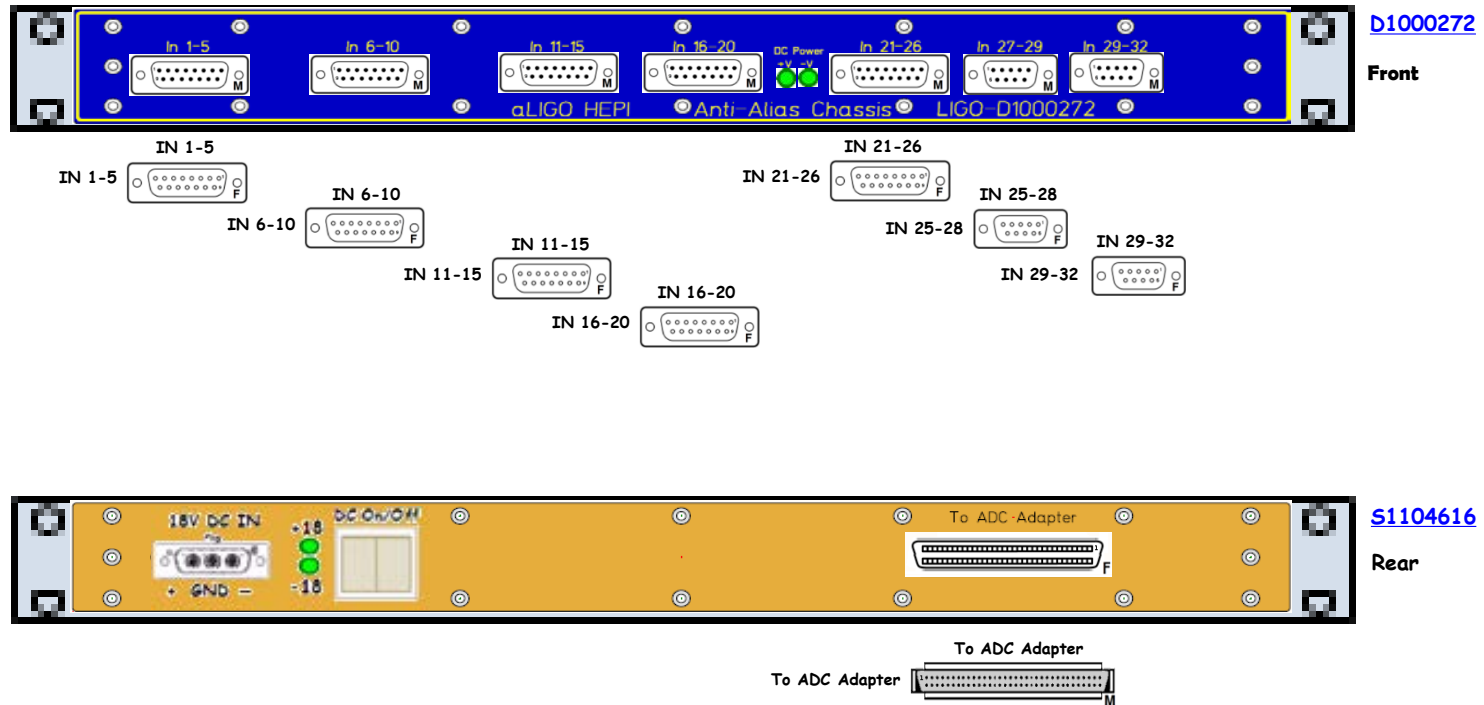 D1000272
Front
In 1-5
In 6-10
In 11-15
In 16-20
DC Power
+V -V
In 21-26
In 27-29
In 29-32
M
M
M
M
M
M
M
aLIGO HEPI
Anti-Alias Chassis
LIGO-D1000272
IN 1-5
IN 1-5
F
IN 6-10
IN 6-10
F
IN 11-15
IN 11-15
F
IN 16-20
IN 16-20
F
IN 21-26
IN 21-26
F
IN 25-28
IN 25-28
F
IN 29-32
IN 29-32
F
S1104616
Rear
18V DC IN
+ GND -
+18
-18
DC On/Off
To ADC-Adapter
1
F
To ADC Adapter
To ADC Adapter
1
M